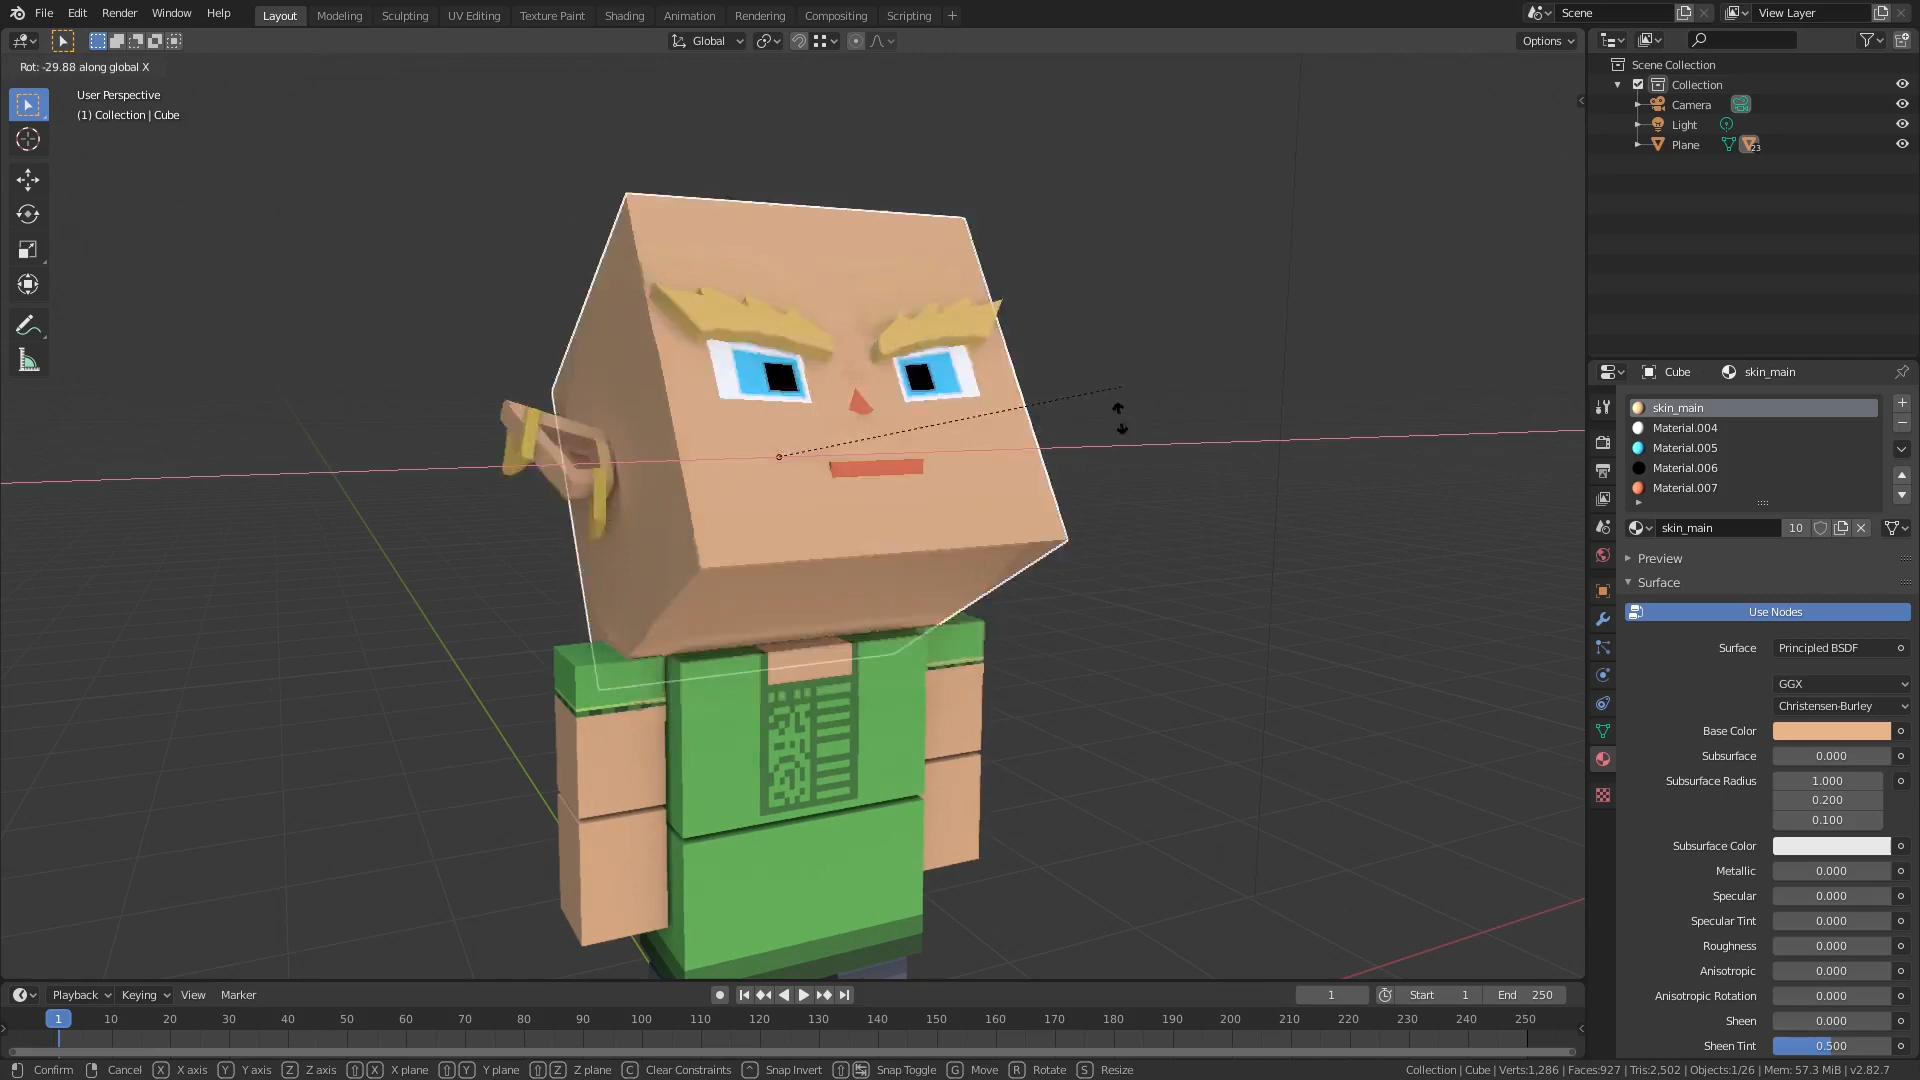 File Edit Render Window Help
Layout Modeling Sculpting UV Editing Texture Paint Shading Animation Rendering Compositing Scripting +
Scene View Layer
Global Options
Rot: -29.88 along global X
User Perspective
(1) Collection | Cube
Scene Collection
Collection
Camera
Light
Plane 23
Cube skin_main
skin_main
Material.004
Material.005
Material.006
Material.007
skin_main 10
Preview
Surface
Use Nodes
Surface Principled BSDF
GGX
Christensen-Burley
Base Color
Subsurface 0.000
Subsurface Radius 1.000
0.200
0.100
Subsurface Color
Metallic 0.000
Specular 0.000
Specular Tint 0.000
Roughness 0.000
Anisotropic 0.000
Anisotropic Rotation 0.000
Sheen 0.000
Sheen Tint 0.500
Playback Keying View Marker 1 Start 1 End 250
1 10 20 30 40 50 60 70 80 90 100 110 120 130 140 150 160 170 180 190 200 210 220 230 240 250
Confirm Cancel X X axis Y Y axis Z Z axis X X plane Y Y plane Z Z plane C Clear Constraints ^ Snap Invert Snap Toggle G Move R Rotate S Resize Collection | Cube | Verts:1,286 | Faces:927 | Tris:2,502 | Objects:1/26 | Mem: 57.3 MiB | v2.82.7